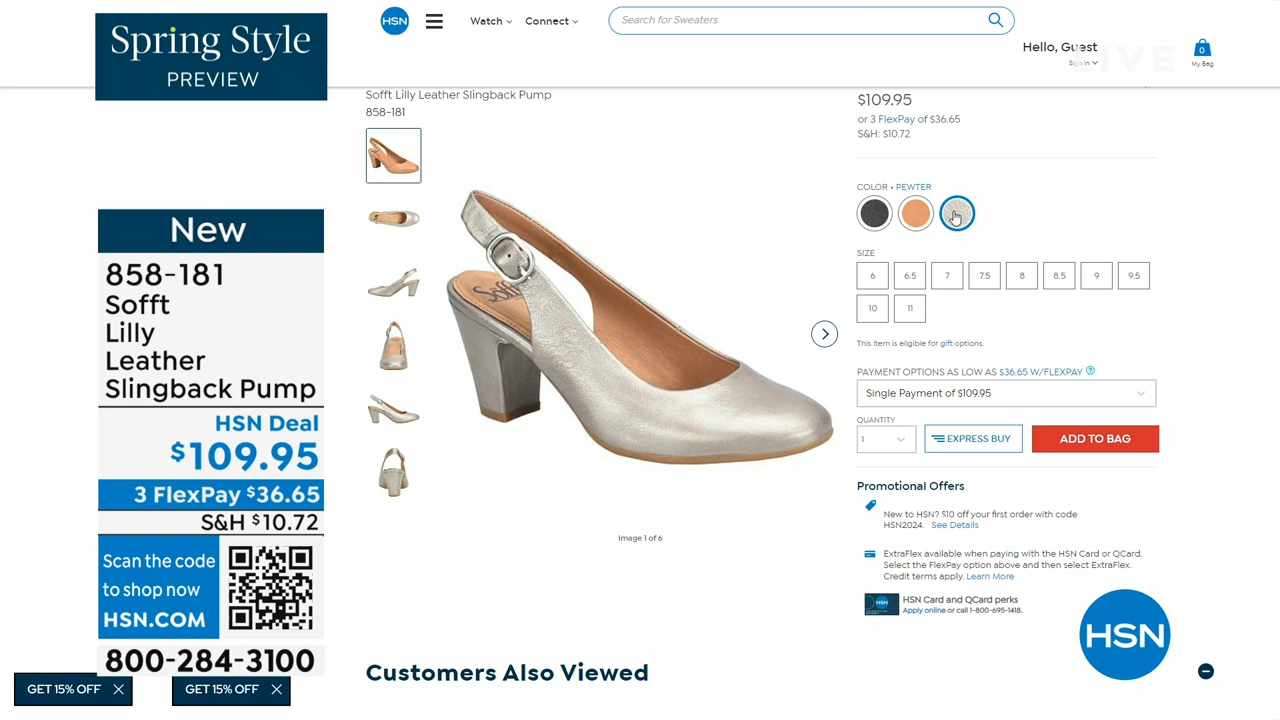 Spring Style
PREVIEW
HSN
Watch
Connect
Search for Sweaters
Hello, Guest
Sign In
LIVE
0
My Bag
Sofft Lilly Leather Slingback Pump
858-181
$109.95
or 3 FlexPay of $36.65
S&H: $10.72
COLOR • PEWTER
SIZE
6 6.5 7 7.5 8 8.5 9 9.5
10 11
This item is eligible for gift options.
PAYMENT OPTIONS AS LOW AS $36.65 W/FLEXPAY ?
Single Payment of $109.95
QUANTITY
1
EXPRESS BUY
ADD TO BAG
Promotional Offers
New to HSN? $10 off your first order with code
HSN2024. See Details
ExtraFlex available when paying with the HSN Card or QCard.
Select the FlexPay option above and then select ExtraFlex.
Credit terms apply. Learn More
HSN
HSN Card and QCard perks
Apply online or call 1-800-695-1418.
Sofft
Image 1 of 6
New
858-181
Sofft
Lilly
Leather
Slingback Pump
HSN Deal
$109.95
3 FlexPay $36.65
S&H $10.72
Scan the code
to shop now
HSN.COM
800-284-3100
GET 15% OFF
GET 15% OFF
Customers Also Viewed
HSN